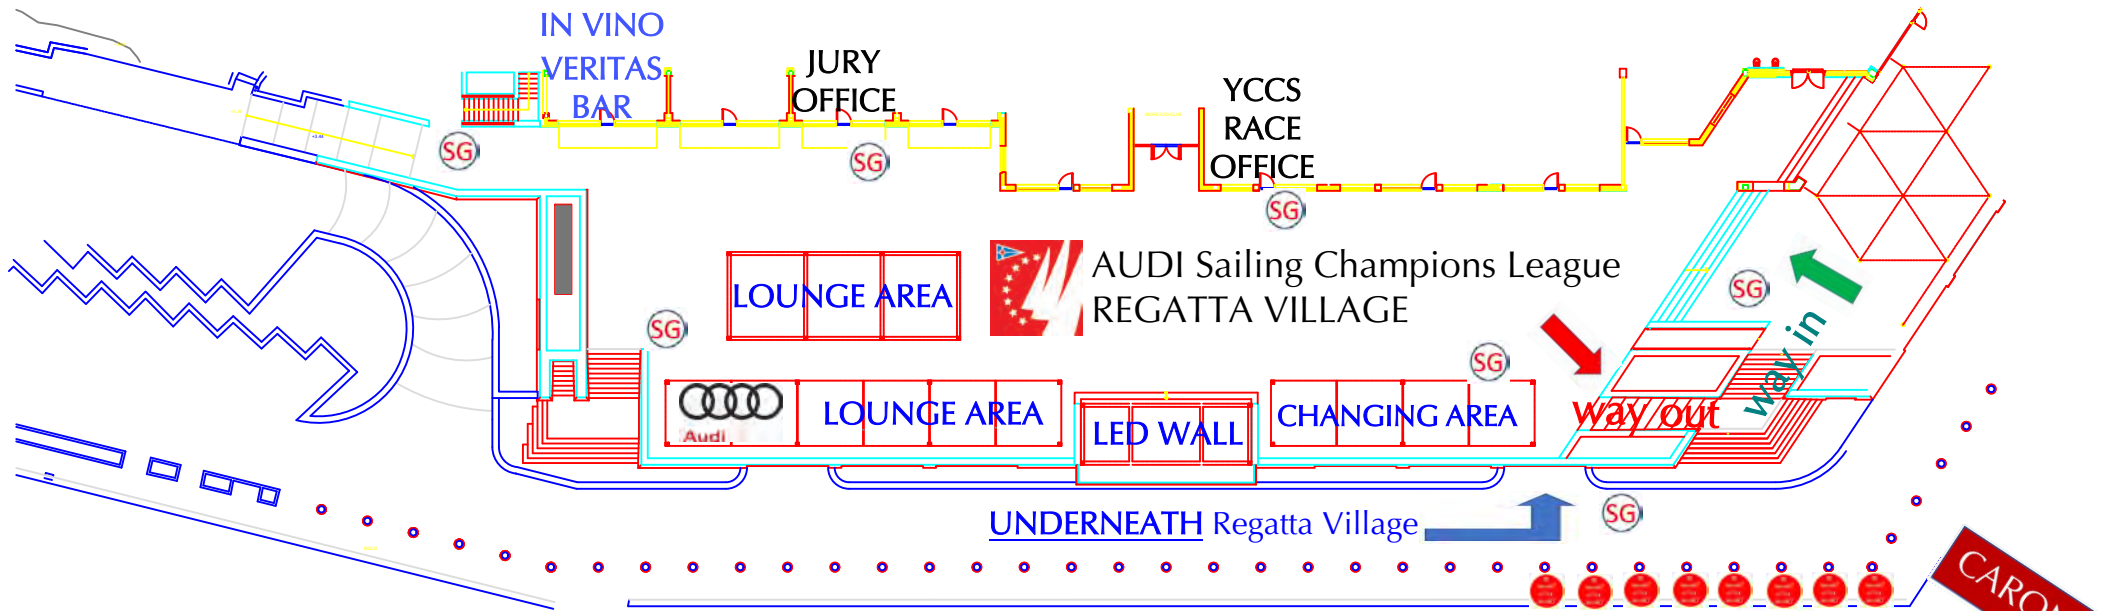 IN VINO
VERITAS
BAR
JURY
OFFICE
YCCS
RACE
OFFICE
SG
SG
SG
LOUNGE AREA
AUDI Sailing Champions League
REGATTA VILLAGE
SG
SG
SG
way in
Audi
LOUNGE AREA
LED WALL
CHANGING AREA
way out
UNDERNEATH Regatta Village
SG